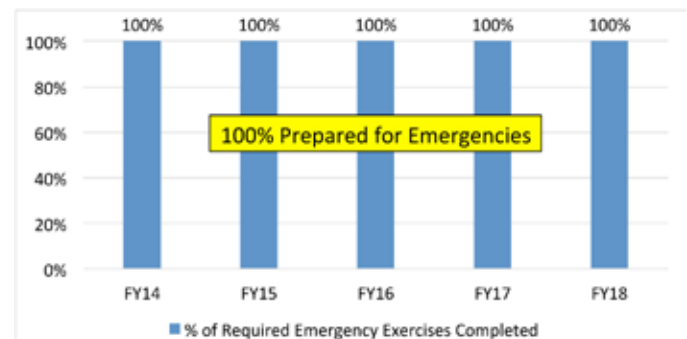 100% 100% 100% 100% 100%
100%
80%
60%
100% Prepared for Emergencies
40%
20%
0%
FY14 FY15 FY16 FY17 FY18
% of Required Emergency Exercises Completed